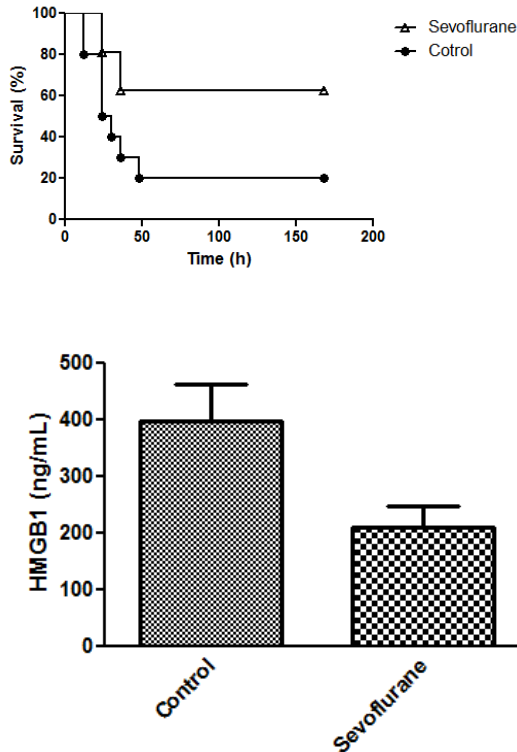 Sevoflurane
Cotrol
Survival (%)
100
80
60
40
20
0
0 50 100 150 200
Time (h)
HMGB1 (ng/mL)
500
400
300
200
100
0
Control
Sevoflurane